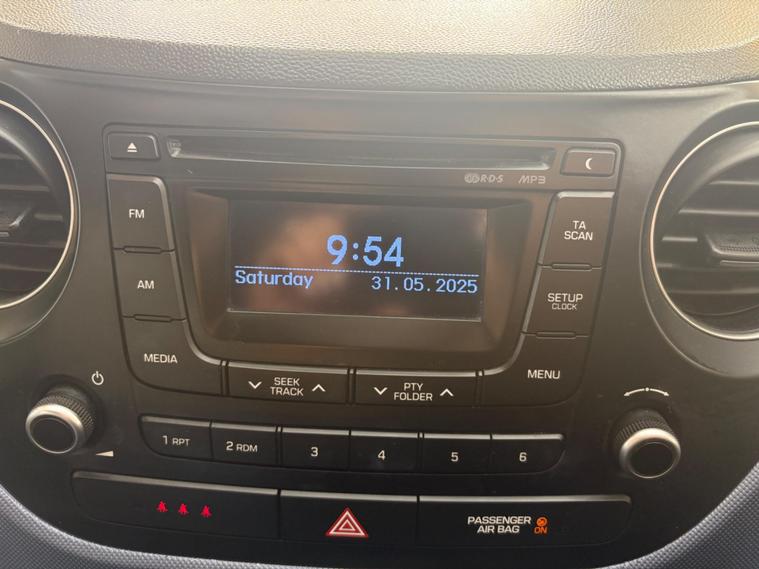 R·D·S MP3
FM
9:54
TA
SCAN
Saturday 31.05.2025
AM
SETUP
CLOCK
MEDIA
SEEK
TRACK
PTY
FOLDER
MENU
1 RPT
2 RDM
3
4
5
6
PASSENGER
AIR BAG
ON